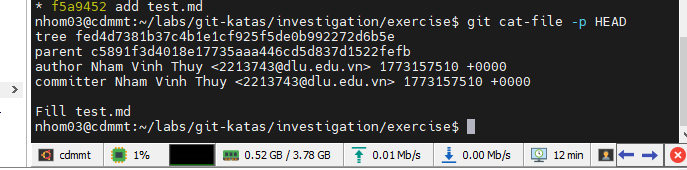 * f5a9452 add test.md
nhom03@cdmmt:~/labs/git-katas/investigation/exercise$ git cat-file -p HEAD
tree fed4d7381b37c4b1e1cf925f5de0b992272d6b5e
parent c5891f3d4018e17735aaa446cd5d837d1522fefb
author Nham Vinh Thuy <2213743@dlu.edu.vn> 1773157510 +0000
committer Nham Vinh Thuy <2213743@dlu.edu.vn> 1773157510 +0000
Fill test.md
nhom03@cdmmt:~/labs/git-katas/investigation/exercise$
cdmmt 1% 0.52 GB / 3.78 GB 0.01 Mb/s 0.00 Mb/s 12 min